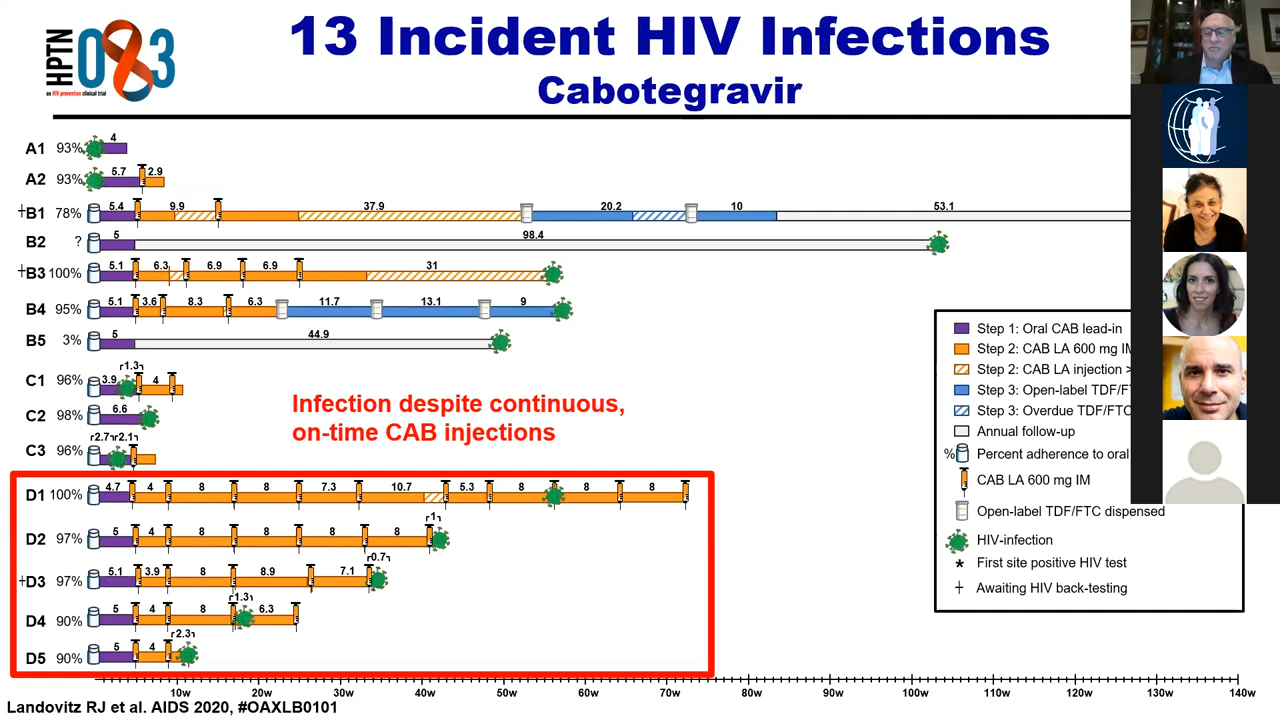 HPTN
083
an HIV prevention clinical trial
13 Incident HIV Infections
Cabotegravir
A1 93% 4
A2 93% 5.7 2.9
†B1 78% 5.4 9.9 37.9 20.2 10 53.1
B2 ? 5 98.4
†B3 100% 5.1 6.3 6.9 6.9 31
B4 95% 5.1 3.6 8.3 6.3 11.7 13.1 9
B5 3% 5 44.9
C1 96% 3.9 1.3 4
C2 98% 6.6
C3 96% 2.7 2.1
Infection despite continuous,
on-time CAB injections
D1 100% 4.7 4 8 8 7.3 10.7 5.3 8 8 8
D2 97% 5 4 8 8 8 8 1
†D3 97% 5.1 3.9 8 8.9 7.1 0.7
D4 90% 5 4 8 1.3 6.3
D5 90% 5 4 2.3
Step 1: Oral CAB lead-in
Step 2: CAB LA 600 mg IM
Step 2: CAB LA injection >
Step 3: Open-label TDF/FT
Step 3: Overdue TDF/FTC
Annual follow-up
% Percent adherence to oral
CAB LA 600 mg IM
Open-label TDF/FTC dispensed
HIV-infection
* First site positive HIV test
† Awaiting HIV back-testing
10w 20w 30w 40w 50w 60w 70w 80w 90w 100w 110w 120w 130w 140w
Landovitz RJ et al. AIDS 2020, #OAXLB0101